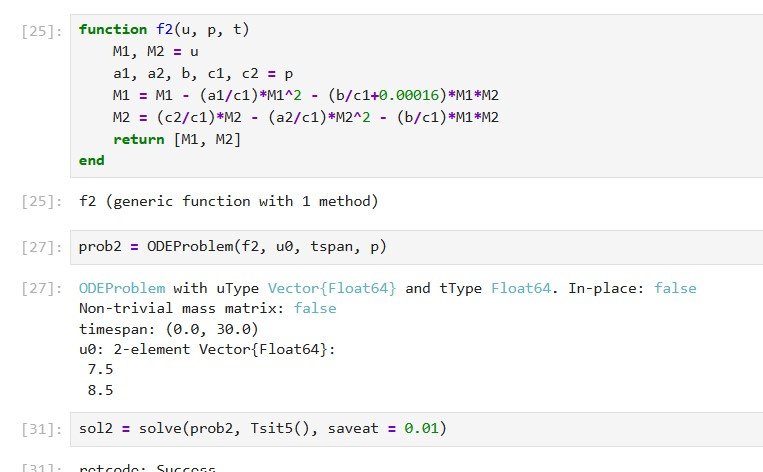 [25]: function f2(u, p, t)
    M1, M2 = u
    a1, a2, b, c1, c2 = p
    M1 = M1 - (a1/c1)*M1^2 - (b/c1+0.00016)*M1*M2
    M2 = (c2/c1)*M2 - (a2/c1)*M2^2 - (b/c1)*M1*M2
    return [M1, M2]
end
[25]: f2 (generic function with 1 method)
[27]: prob2 = ODEProblem(f2, u0, tspan, p)
[27]: ODEProblem with uType Vector{Float64} and tType Float64. In-place: false
Non-trivial mass matrix: false
timespan: (0.0, 30.0)
u0: 2-element Vector{Float64}:
 7.5
 8.5
[31]: sol2 = solve(prob2, Tsit5(), saveat = 0.01)
[31]: retcode: Success